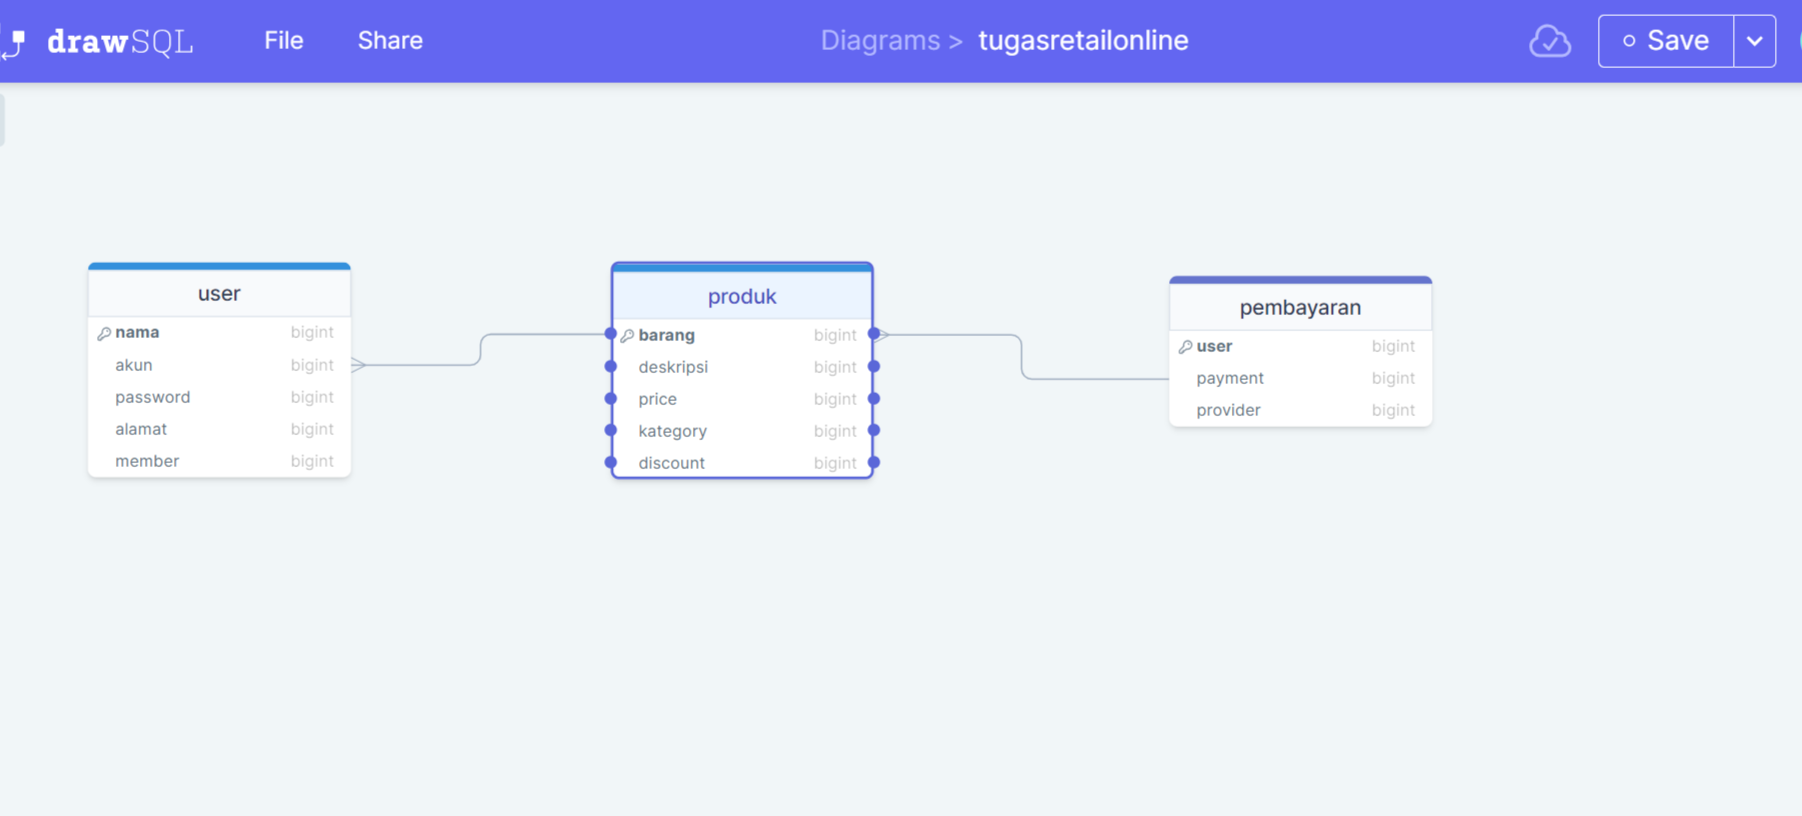 drawSQL File Share Diagrams > tugasretailonline Save
user
nama bigint
akun bigint
password bigint
alamat bigint
member bigint
produk
barang bigint
deskripsi bigint
price bigint
kategory bigint
discount bigint
pembayaran
user bigint
payment bigint
provider bigint